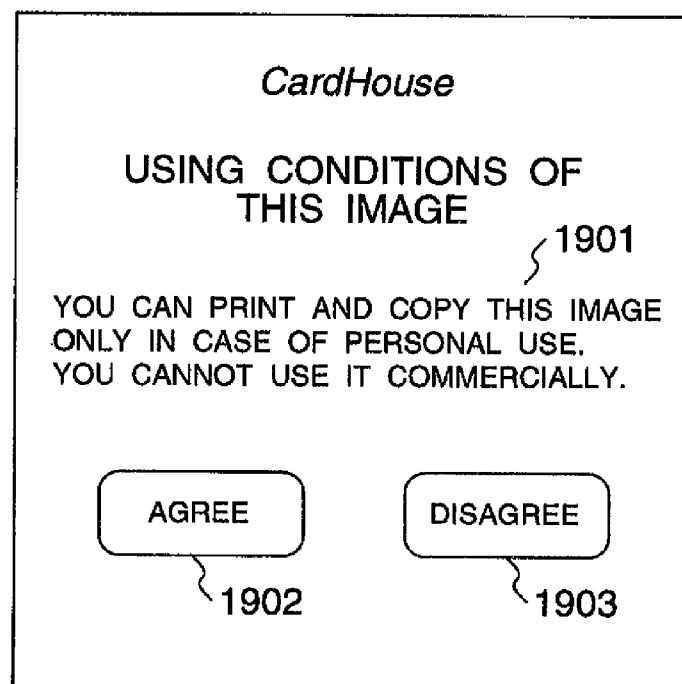 CardHouse
USING CONDITIONS OF
THIS IMAGE
1901
YOU CAN PRINT AND COPY THIS IMAGE
ONLY IN CASE OF PERSONAL USE.
YOU CANNOT USE IT COMMERCIALLY.
AGREE
DISAGREE
1902
1903